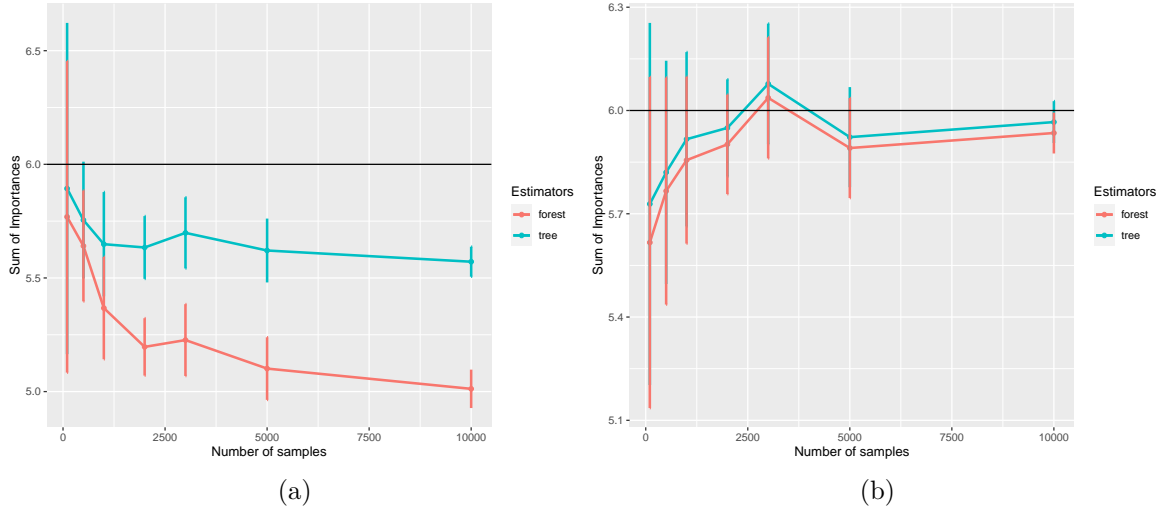 Sum of Importances
6.5
6.0
5.5
5.0
0
2500
5000
7500
10000
Number of samples
Estimators
forest
tree
(a)
Sum of Importances
6.3
6.0
5.7
5.4
5.1
0
2500
5000
7500
10000
Number of samples
Estimators
forest
tree
(b)